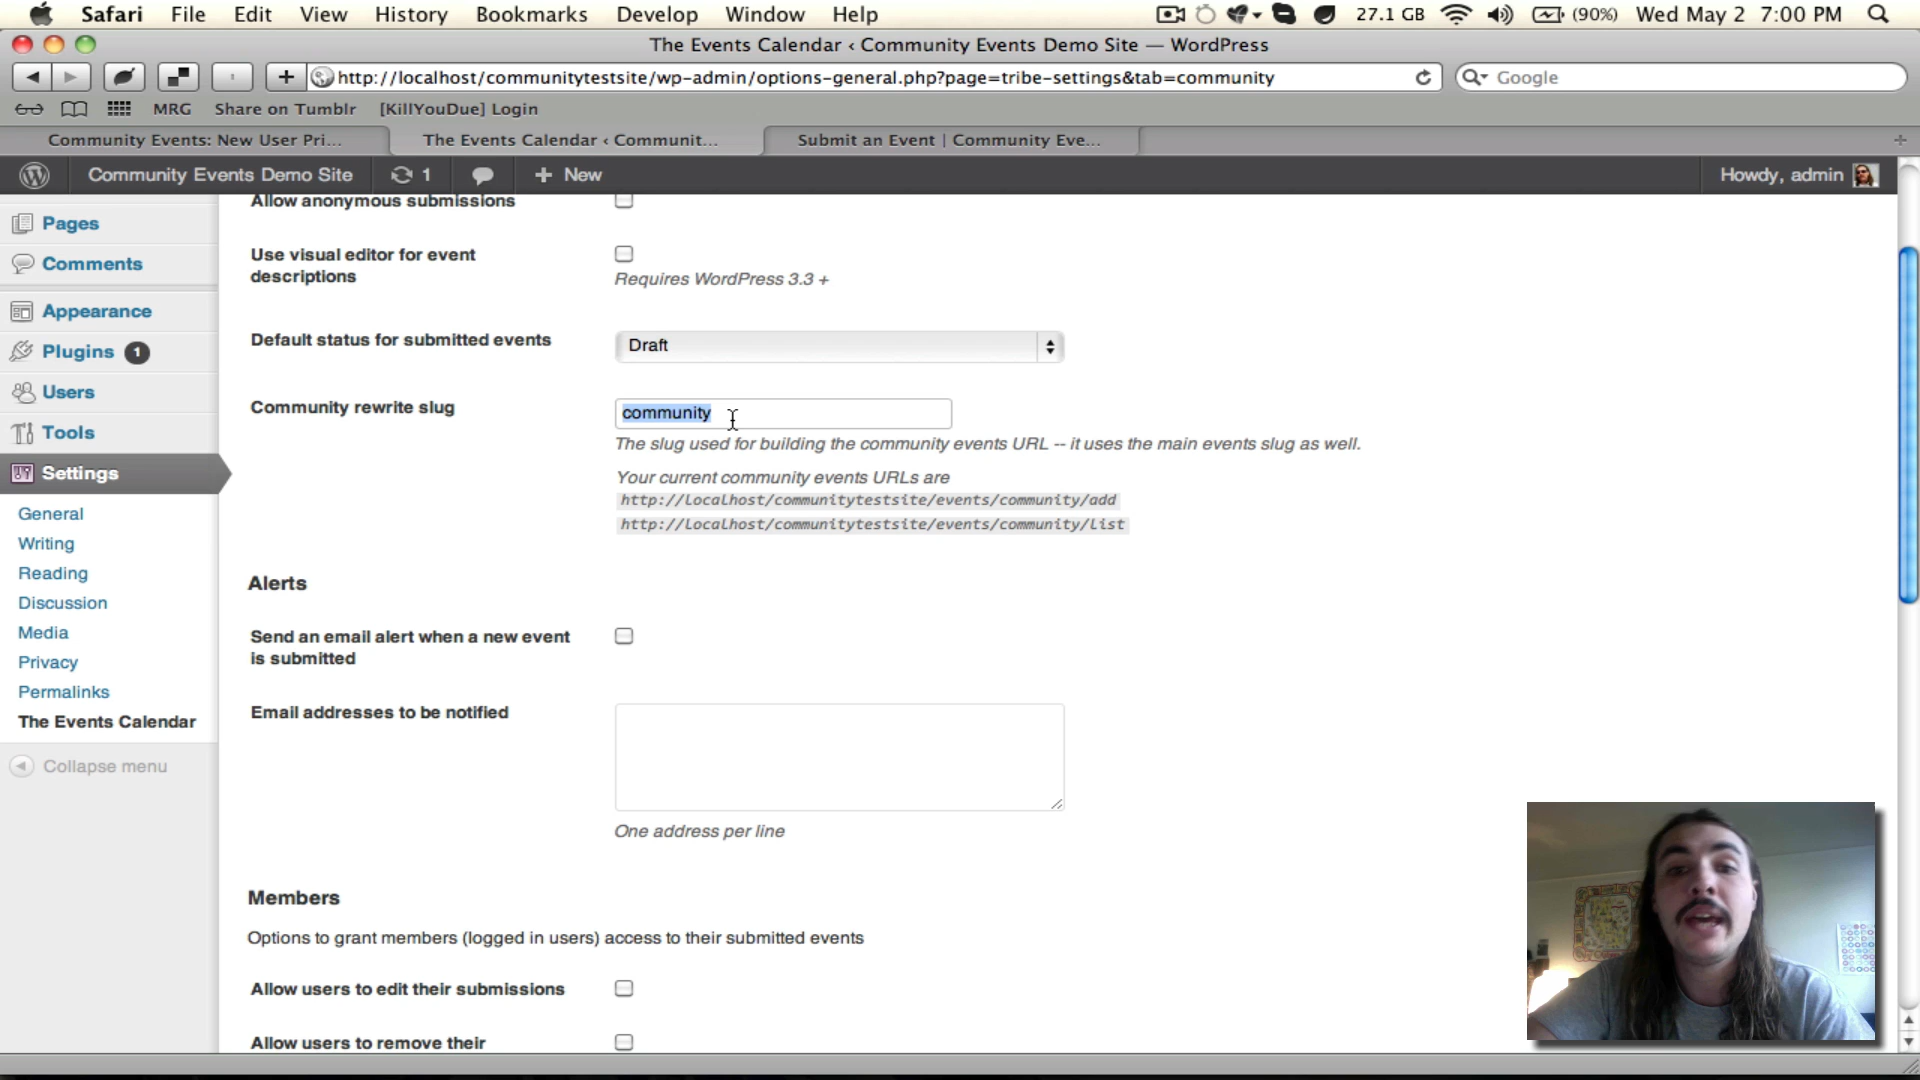 Safari File Edit View History Bookmarks Develop Window Help 27.1 GB (90%) Wed May 2 7:00 PM
The Events Calendar ‹ Community Events Demo Site — WordPress
http://localhost/communitytestsite/wp-admin/options-general.php?page=tribe-settings&tab=community Google
MRG Share on Tumblr [KillYouDue] Login
Community Events: New User Pri... The Events Calendar ‹ Communit... Submit an Event | Community Eve...
Community Events Demo Site 1 + New Howdy, admin
Pages
Comments
Appearance
Plugins 1
Users
Tools
Settings
General
Writing
Reading
Discussion
Media
Privacy
Permalinks
The Events Calendar
Collapse menu
Allow anonymous submissions
Use visual editor for event
descriptions
Requires WordPress 3.3 +
Default status for submitted events Draft
Community rewrite slug community
The slug used for building the community events URL -- it uses the main events slug as well.
Your current community events URLs are
http://localhost/communitytestsite/events/community/add
http://localhost/communitytestsite/events/community/list
Alerts
Send an email alert when a new event
is submitted
Email addresses to be notified
One address per line
Members
Options to grant members (logged in users) access to their submitted events
Allow users to edit their submissions
Allow users to remove their